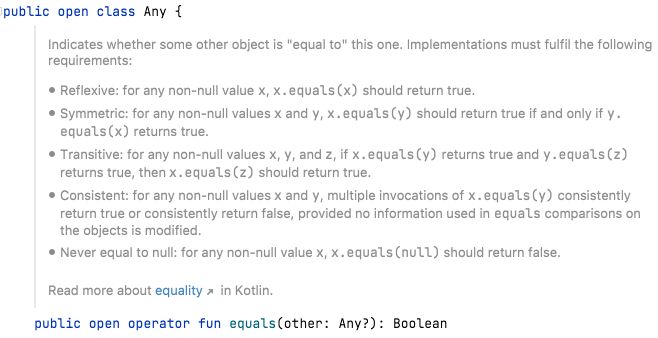 public open class Any {
Indicates whether some other object is "equal to" this one. Implementations must fulfil the following
requirements:
• Reflexive: for any non-null value x, x.equals(x) should return true.
• Symmetric: for any non-null values x and y, x.equals(y) should return true if and only if y.
equals(x) returns true.
• Transitive: for any non-null values x, y, and z, if x.equals(y) returns true and y.equals(z)
returns true, then x.equals(z) should return true.
• Consistent: for any non-null values x and y, multiple invocations of x.equals(y) consistently
return true or consistently return false, provided no information used in equals comparisons on
the objects is modified.
• Never equal to null: for any non-null value x, x.equals(null) should return false.
Read more about equality ↗ in Kotlin.
public open operator fun equals(other: Any?): Boolean